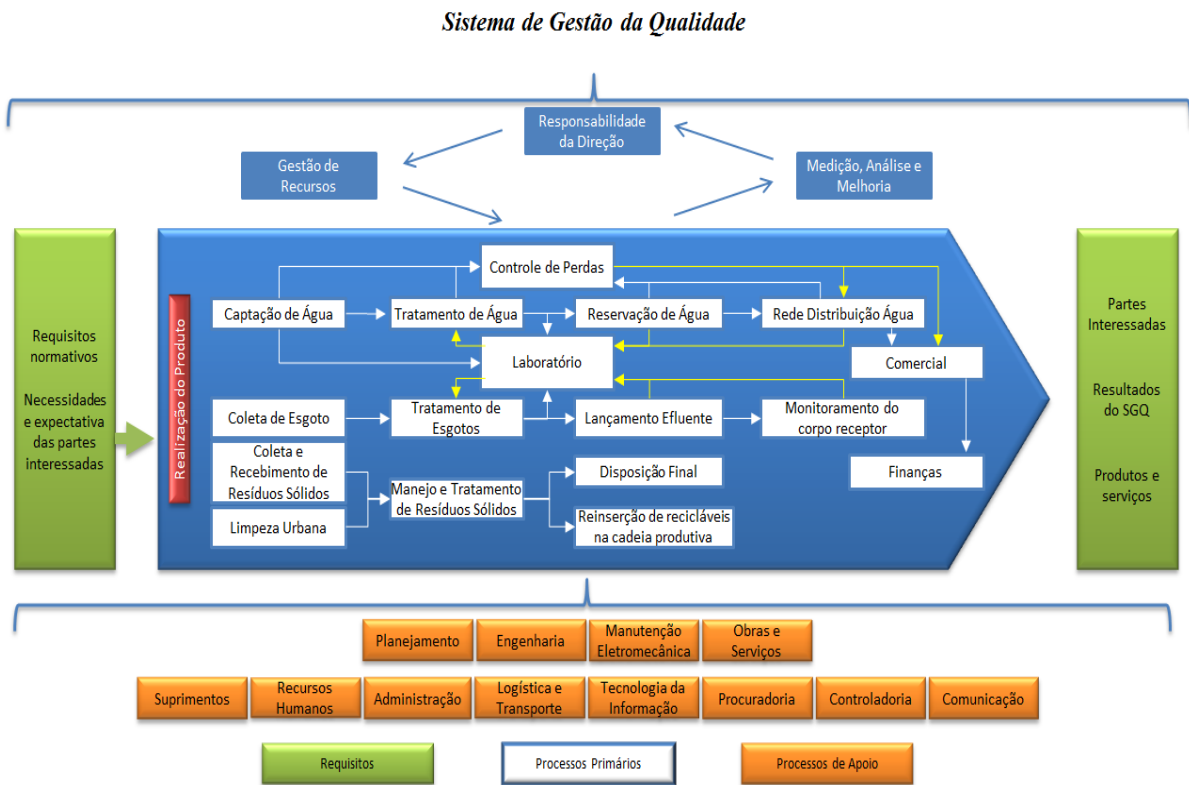 Sistema de Gestão da Qualidade
Responsabilidade
da Direção
Gestão de
Recursos
Medição, Análise e
Melhoria
Requisitos
normativos
Necessidades
e expectativa
das partes
interessadas
Realização do Produto
Controle de Perdas
Captação de Água
Tratamento de Água
Reservação de Água
Rede Distribuição Água
Laboratório
Comercial
Coleta de Esgoto
Tratamento de
Esgotos
Lançamento Efluente
Monitoramento do
corpo receptor
Coleta e
Recebimento de
Resíduos Sólidos
Manejo e Tratamento
de Resíduos Sólidos
Disposição Final
Finanças
Limpeza Urbana
Reinserção de recicláveis
na cadeia produtiva
Partes
Interessadas
Resultados
do SGQ
Produtos e
serviços
Planejamento
Engenharia
Manutenção
Eletromecânica
Obras e
Serviços
Suprimentos
Recursos
Humanos
Administração
Logística e
Transporte
Tecnologia da
Informação
Procuradoria
Controladoria
Comunicação
Requisitos
Processos Primários
Processos de Apoio